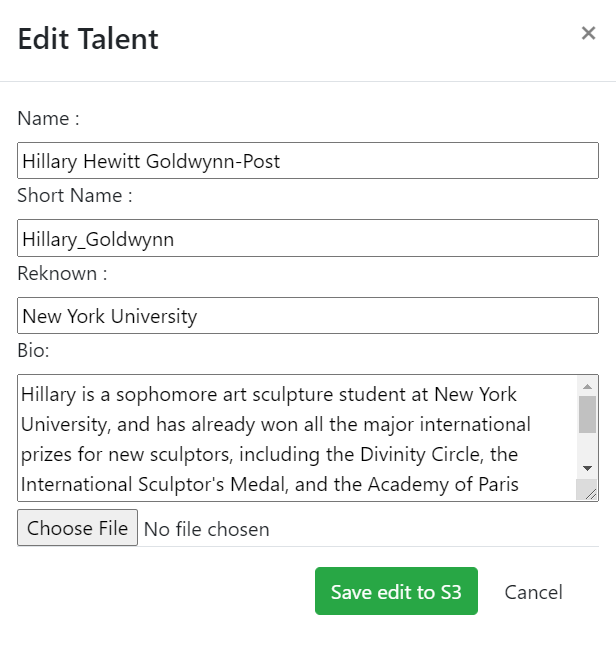 Edit Talent
×
Name :
Hillary Hewitt Goldwynn-Post
Short Name :
Hillary_Goldwynn
Reknown :
New York University
Bio:
Hillary is a sophomore art sculpture student at New York
University, and has already won all the major international
prizes for new sculptors, including the Divinity Circle, the
International Sculptor's Medal, and the Academy of Paris
Choose File No file chosen
Save edit to S3 Cancel